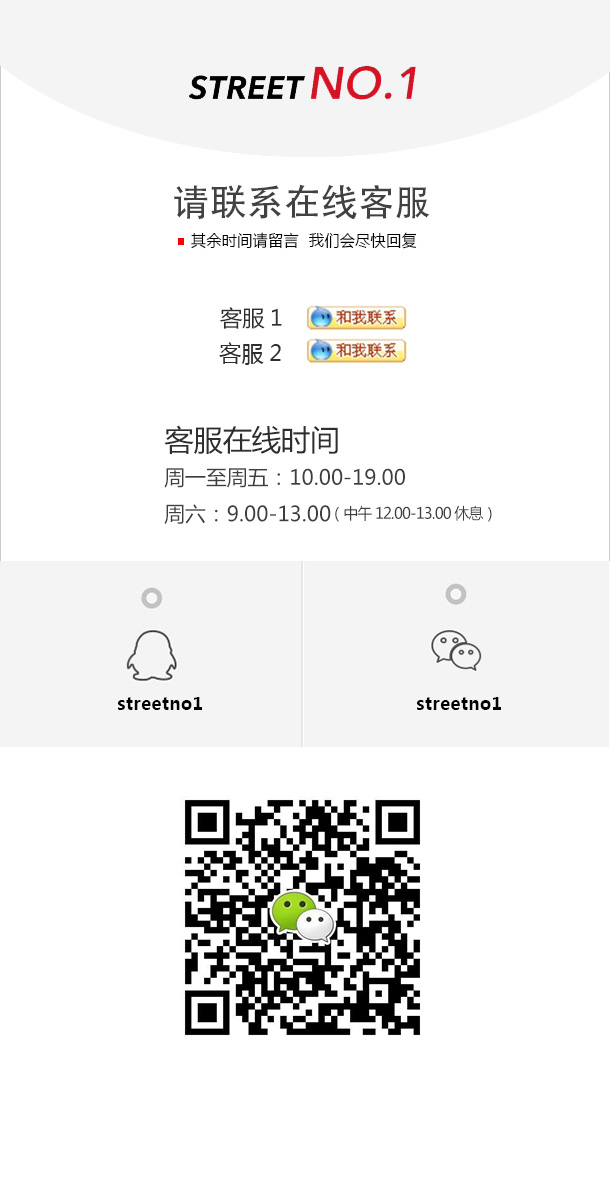 STREET NO.1
请联系在线客服
其余时间请留言 我们会尽快回复
客服 1 和我联系
客服 2 和我联系
客服在线时间
周一至周五：10.00-19.00
周六：9.00-13.00 ( 中午 12.00-13.00 休息 )
streetno1 streetno1